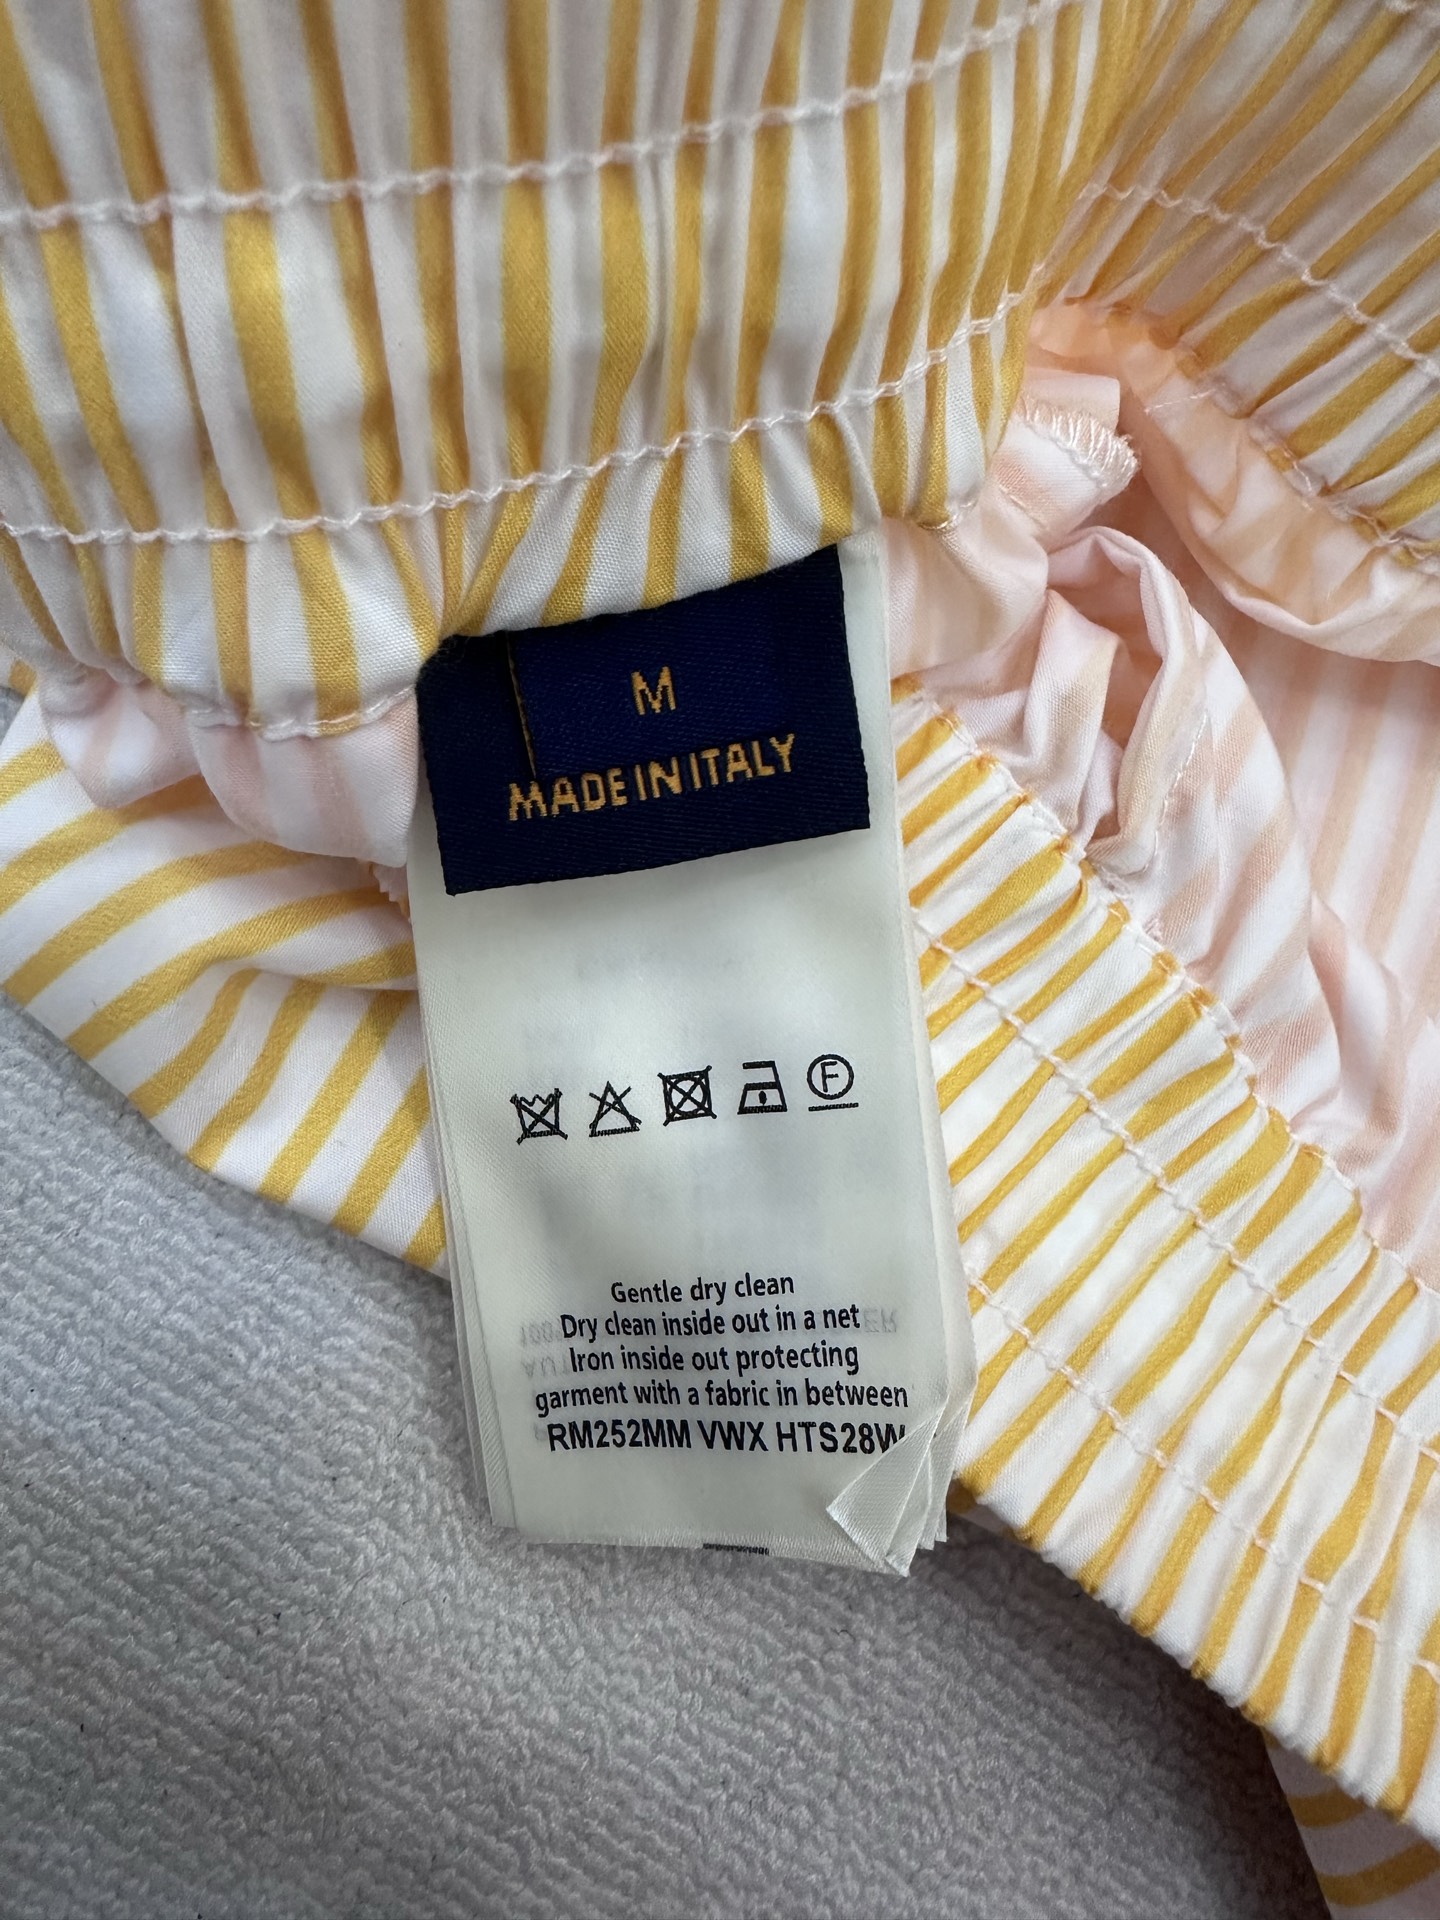 M
MADE IN ITALY
F
Gentle dry clean
Dry clean inside out in a net
Iron inside out protecting
garment with a fabric in between
RM252MM VWX HTS28W